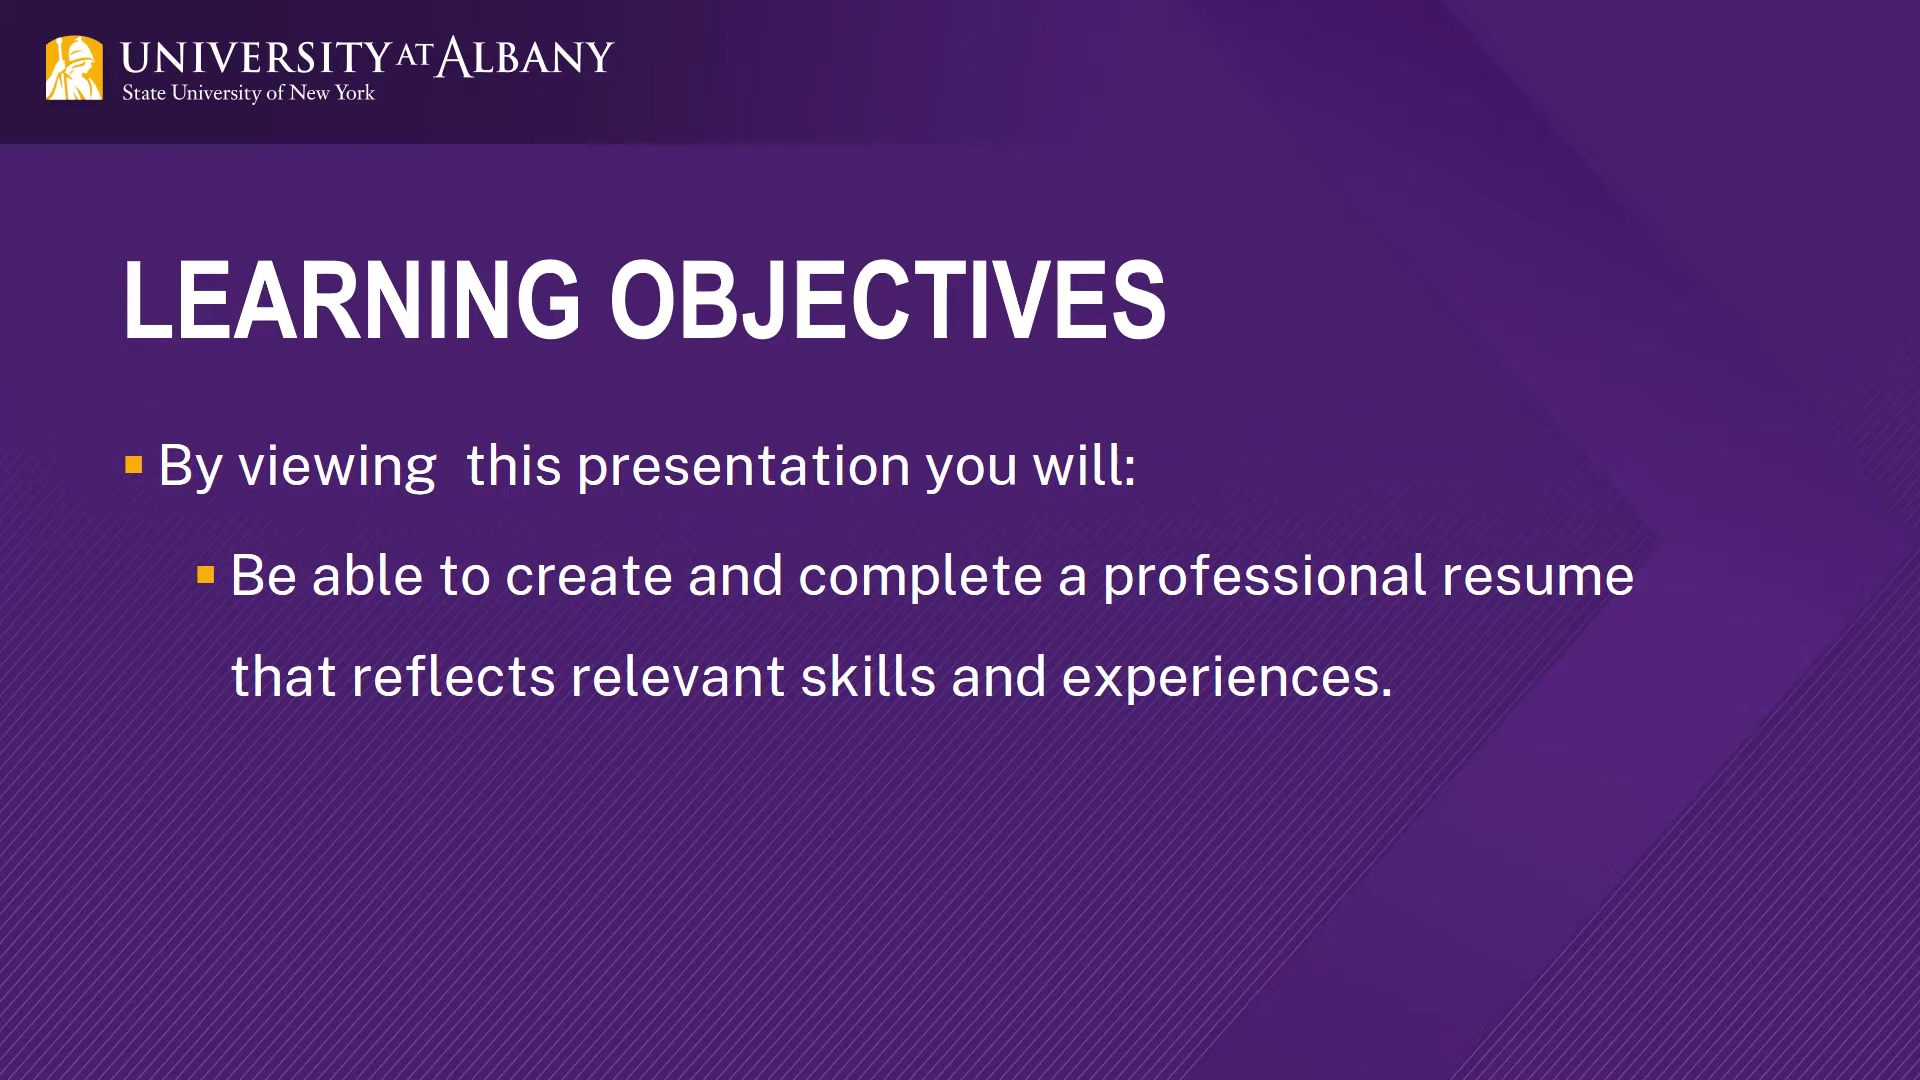 UNIVERSITY AT ALBANY
State University of New York
LEARNING OBJECTIVES
By viewing  this presentation you will:
Be able to create and complete a professional resume
that reflects relevant skills and experiences.